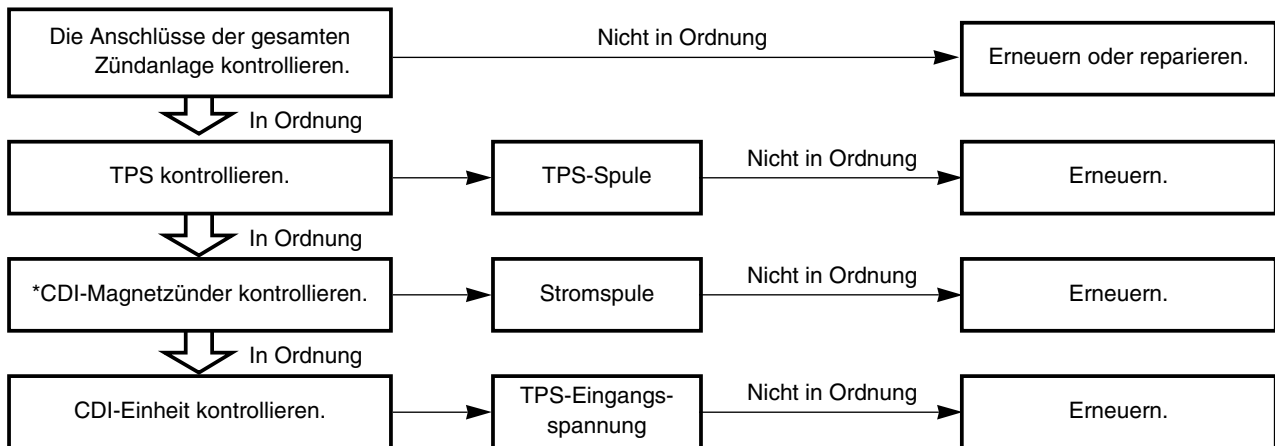 Die Anschlüsse der gesamten
Zündanlage kontrollieren.
Nicht in Ordnung
Erneuern oder reparieren.
In Ordnung
TPS kontrollieren.
TPS-Spule
Nicht in Ordnung
Erneuern.
In Ordnung
*CDI-Magnetzünder kontrollieren.
Stromspule
Nicht in Ordnung
Erneuern.
In Ordnung
CDI-Einheit kontrollieren.
TPS-Eingangs-
spannung
Nicht in Ordnung
Erneuern.